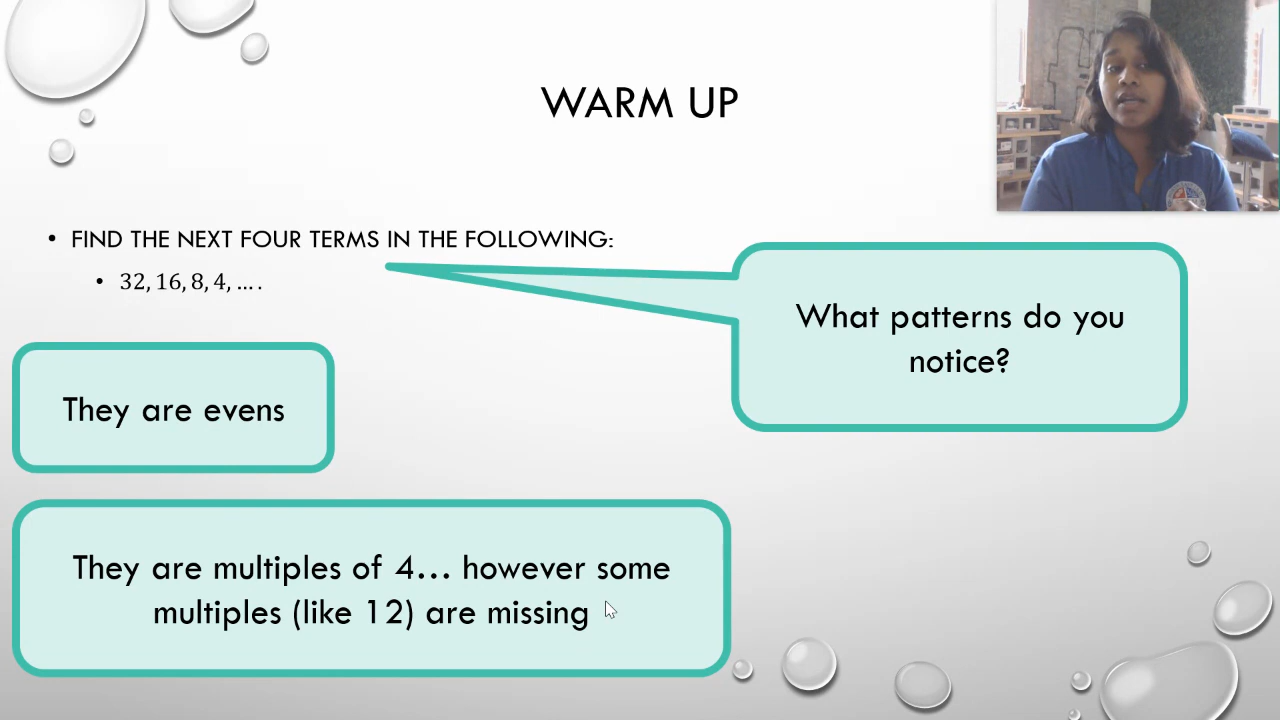 WARM UP
• FIND THE NEXT FOUR TERMS IN THE FOLLOWING:
• 32, 16, 8, 4, ... .
What patterns do you
notice?
They are evens
They are multiples of 4... however some
multiples (like 12) are missing